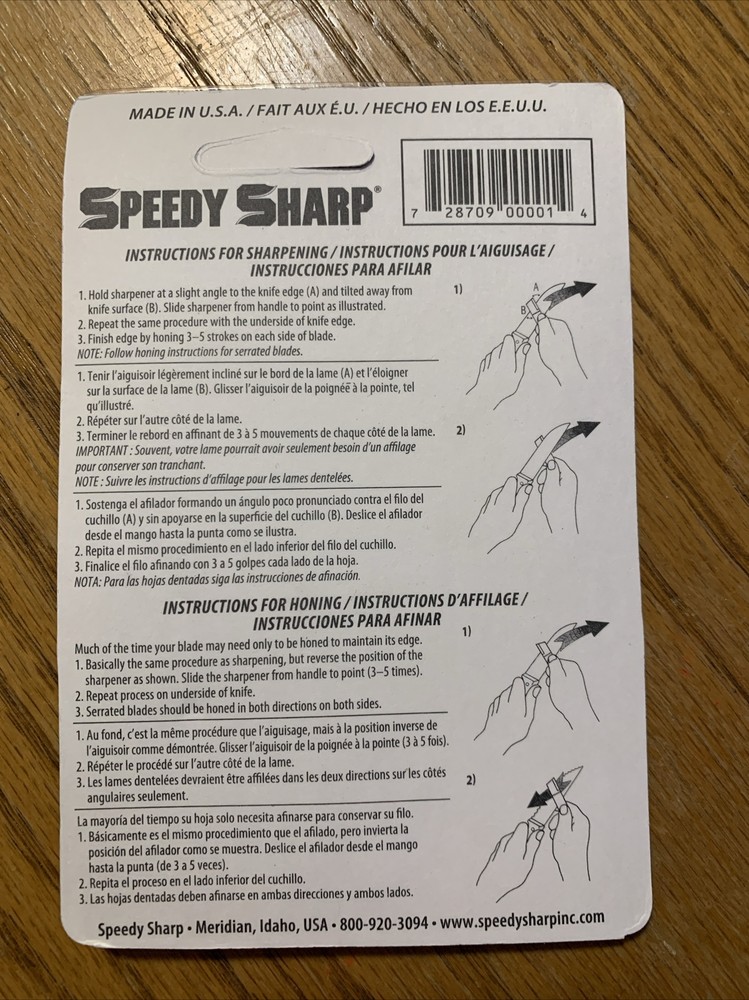 MADE IN U.S.A. / FAIT AUX É.U. / HECHO EN LOS E.E.U.U.
SPEEDY SHARP®
7 28709 00001 4
INSTRUCTIONS FOR SHARPENING / INSTRUCTIONS POUR L'AIGUISAGE /
INSTRUCCIONES PARA AFILAR
1. Hold sharpener at a slight angle to the knife edge (A) and tilted away from
knife surface (B). Slide sharpener from handle to point as illustrated.
2. Repeat the same procedure with the underside of knife edge.
3. Finish edge by honing 3–5 strokes on each side of blade.
NOTE: Follow honing instructions for serrated blades.
1)
A
B
1. Tenir l'aiguisoir légèrement incliné sur le bord de la lame (A) et l'éloigner
sur la surface de la lame (B). Glisser l'aiguisoir de la poignée à la pointe, tel
qu'illustré.
2. Répéter sur l'autre côté de la lame.
3. Terminer le rebord en affinant de 3 à 5 mouvements de chaque côté de la lame.
IMPORTANT : Souvent, votre lame pourrait avoir seulement besoin d'un affilage
pour conserver son tranchant.
NOTE : Suivre les instructions d'affilage pour les lames dentelées.
2)
1. Sostenga el afilador formando un ángulo poco pronunciado contra el filo del
cuchillo (A) y sin apoyarse en la superficie del cuchillo (B). Deslice el afilador
desde el mango hasta la punta como se ilustra.
2. Repita el mismo procedimiento en el lado inferior del filo del cuchillo.
3. Finalice el filo afinando con 3 a 5 golpes cada lado de la hoja.
NOTA: Para las hojas dentadas siga las instrucciones de afinación.
INSTRUCTIONS FOR HONING / INSTRUCTIONS D'AFFILAGE /
INSTRUCCIONES PARA AFINAR
Much of the time your blade may need only to be honed to maintain its edge.
1. Basically the same procedure as sharpening, but reverse the position of the
sharpener as shown. Slide the sharpener from handle to point (3–5 times).
2. Repeat process on underside of knife.
3. Serrated blades should be honed in both directions on both sides.
1)
1. Au fond, c'est la même procédure que l'aiguisage, mais à la position inverse de
l'aiguisoir comme démontrée. Glisser l'aiguisoir de la poignée à la pointe (3 à 5 fois).
2. Répéter le procédé sur l'autre côté de la lame.
3. Les lames dentelées devraient être affilées dans les deux directions sur les côtés
angulaires seulement.
2)
La mayoría del tiempo su hoja solo necesita afinarse para conservar su filo.
1. Básicamente es el mismo procedimiento que el afilado, pero invierta la
posición del afilador como se muestra. Deslice el afilador desde el mango
hasta la punta (de 3 a 5 veces).
2. Repita el proceso en el lado inferior del cuchillo.
3. Las hojas dentadas deben afinarse en ambas direcciones y ambos lados.
Speedy Sharp • Meridian, Idaho, USA • 800-920-3094 • www.speedysharpinc.com